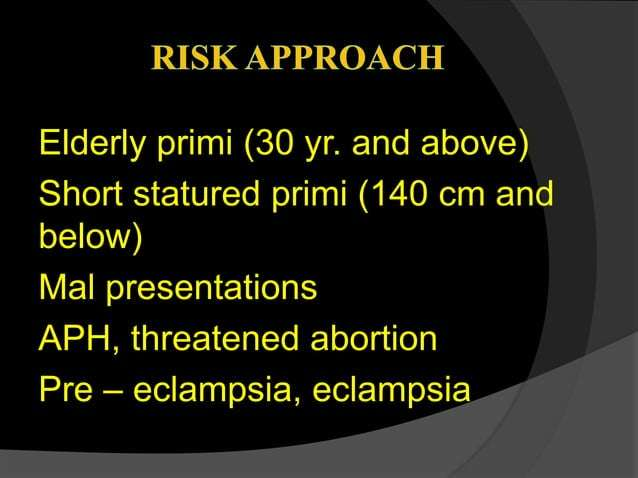 RISK APPROACH
Elderly primi (30 yr. and above)
Short statured primi (140 cm and
below)
Mal presentations
APH, threatened abortion
Pre – eclampsia, eclampsia